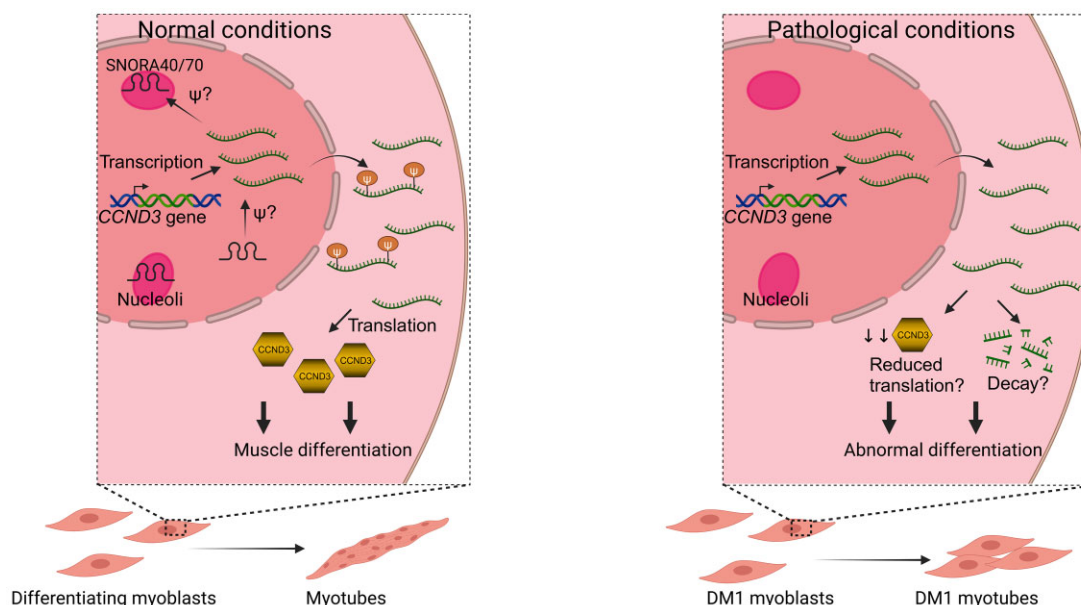 Normal conditions
SNORA40/70
ψ?
Transcription
CCND3 gene
ψ?
Nucleoli
ψ
ψ
ψ
ψ
Translation
CCND3
CCND3
CCND3
Muscle differentiation
Differentiating myoblasts
Myotubes
Pathological conditions
Transcription
CCND3 gene
Nucleoli
↓↓
CCND3
Reduced
translation?
Decay?
Abnormal differentiation
DM1 myoblasts
DM1 myotubes